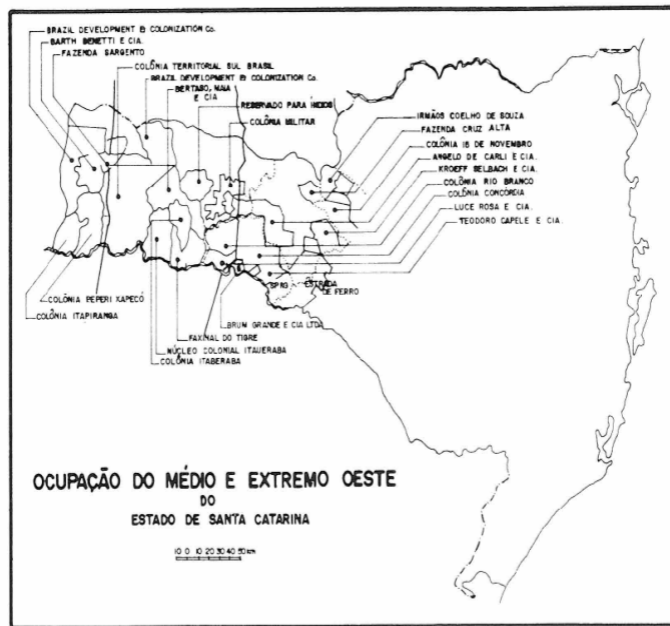 BRAZIL DEVELOPMENT & COLONIZATION Co.
BARTH BENETTI E CIA.
FAZENDA SARGENTO
COLÔNIA TERRITORIAL SUL BRASIL
BRAZIL DEVELOPMENT & COLONIZATION Co.
BERTASO, MAIA
E CIA
RESERVADO PARA ÍNDIOS
COLÔNIA MILITAR
IRMÃOS COELHO DE SOUZA
FAZENDA CRUZ ALTA
COLÔNIA 15 DE NOVEMBRO
ANGELO DE CARLI E CIA.
KROEFF SELBACH E CIA.
COLÔNIA RIO BRANCO
COLÔNIA CONCÓRDIA
LUCE ROSA E CIA.
TEODORO CAPELE E CIA.
SPRG
ESTRADA
DE FERRO
COLÔNIA PEPERI XAPECÓ
COLÔNIA ITAPIRANGA
BRUM GRANDE E CIA LTDA
FAXINAL DO TIGRE
NÚCLEO COLONIAL ITAUERABA
COLÔNIA ITABERABA
OCUPAÇÃO DO MÉDIO E EXTREMO OESTE
DO
ESTADO DE SANTA CATARINA
10 0 10 20 30 40 50 km